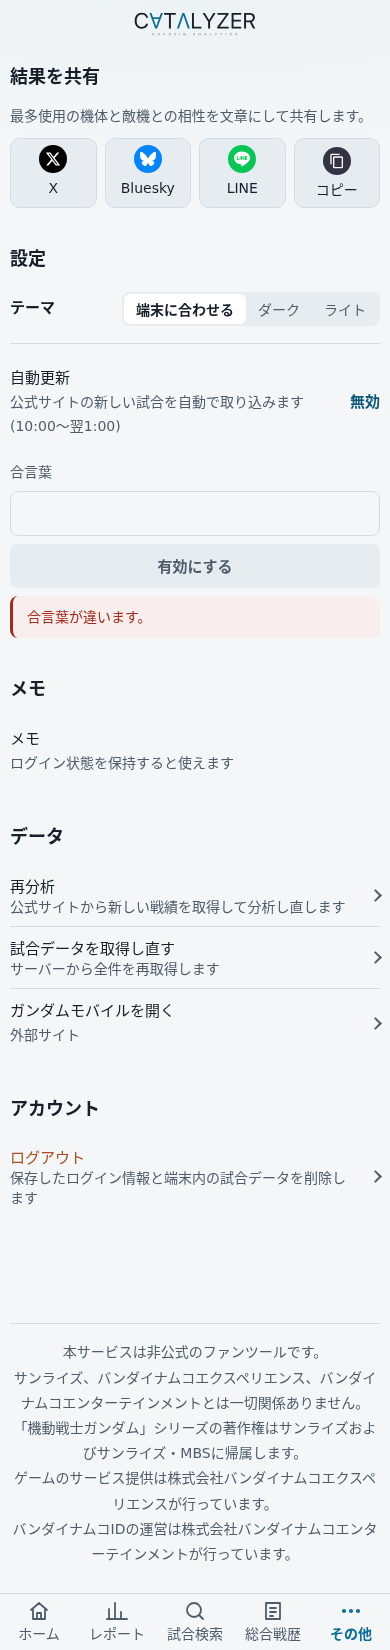 CATALYZER
結果を共有
最多使用の機体と敵機との相性を文章にして共有します。
X
Bluesky
LINE
コピー
設定
テーマ
端末に合わせる
ダーク
ライト
自動更新
公式サイトの新しい試合を自動で取り込みます
(10:00〜翌1:00)
無効
合言葉
有効にする
合言葉が違います。
メモ
メモ
ログイン状態を保持すると使えます
データ
再分析
公式サイトから新しい戦績を取得して分析し直します
試合データを取得し直す
サーバーから全件を再取得します
ガンダムモバイルを開く
外部サイト
アカウント
ログアウト
保存したログイン情報と端末内の試合データを削除し
ます
本サービスは非公式のファンツールです。
サンライズ、バンダイナムコエクスペリエンス、バンダイ
ナムコエンターテインメントとは一切関係ありません。
「機動戦士ガンダム」シリーズの著作権はサンライズおよ
びサンライズ・MBSに帰属します。
ゲームのサービス提供は株式会社バンダイナムコエクスペ
リエンスが行っています。
バンダイナムコIDの運営は株式会社バンダイナムコエンタ
ーテインメントが行っています。
ホーム
レポート
試合検索
総合戦歴
その他